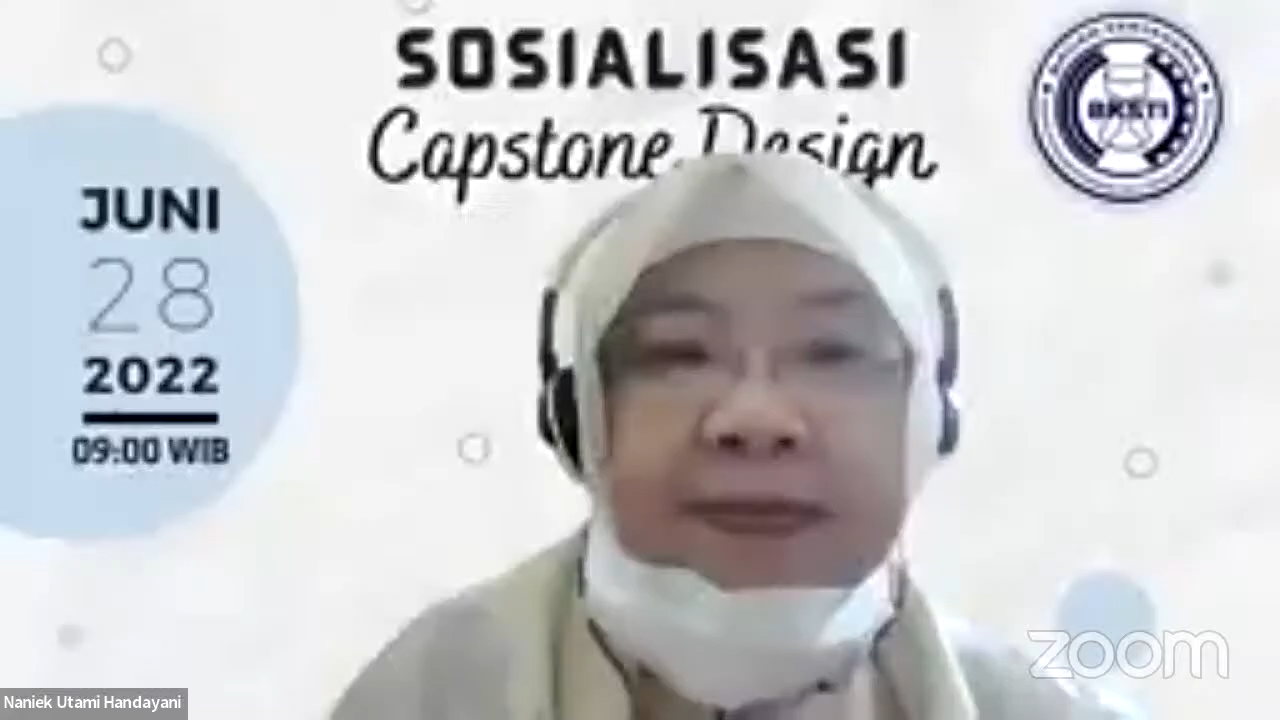 SOSIALISASI
Capstone Design
JUNI
28
2022
09:00 WIB
BKSTI
zoom
Naniek Utami Handayani